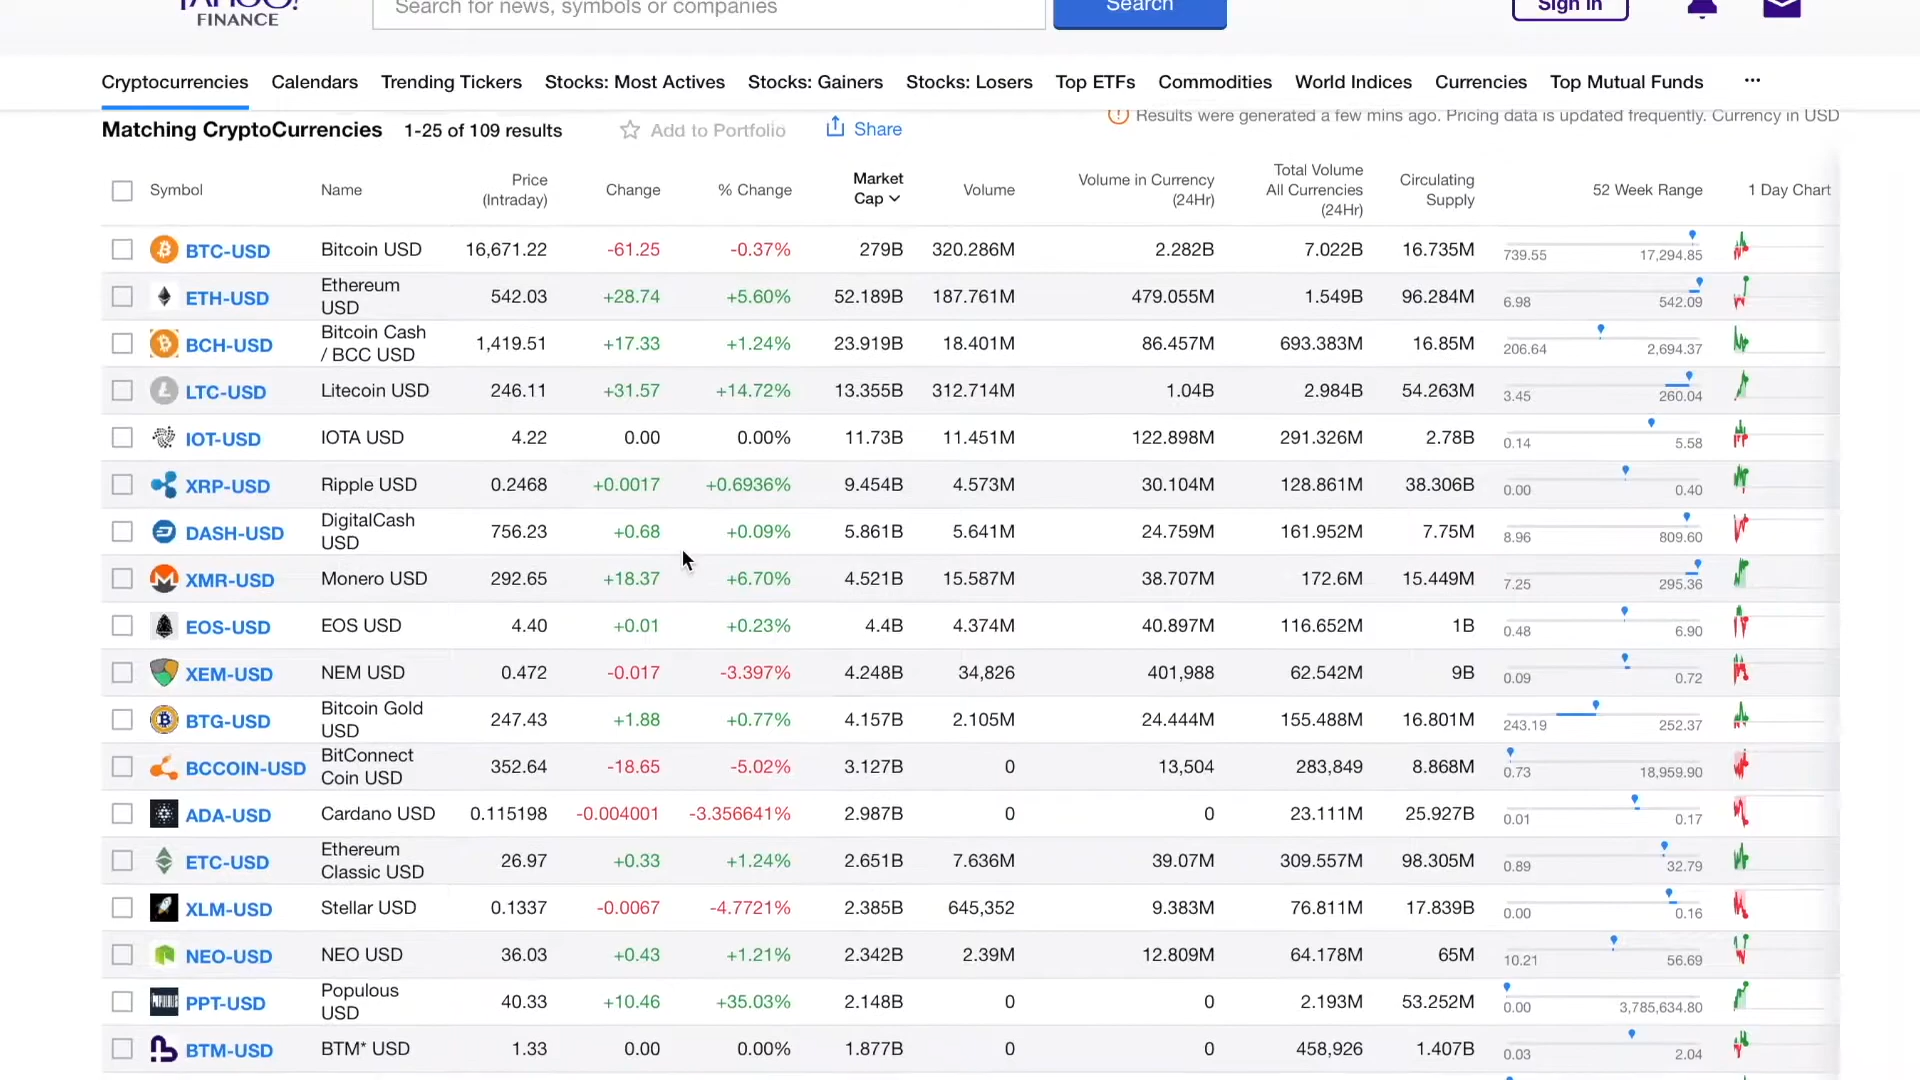 YAHOO!
FINANCE
Search for news, symbols or companies
Search
Sign in
Cryptocurrencies Calendars Trending Tickers Stocks: Most Actives Stocks: Gainers Stocks: Losers Top ETFs Commodities World Indices Currencies Top Mutual Funds ...
Matching CryptoCurrencies 1-25 of 109 results Add to Portfolio Share Results were generated a few mins ago. Pricing data is updated frequently. Currency in USD
Symbol Name Price (Intraday) Change % Change Market Cap Volume Volume in Currency (24Hr) Total Volume All Currencies (24Hr) Circulating Supply 52 Week Range 1 Day Chart
BTC-USD Bitcoin USD 16,671.22 -61.25 -0.37% 279B 320.286M 2.282B 7.022B 16.735M 739.55 17,294.85
ETH-USD Ethereum USD 542.03 +28.74 +5.60% 52.189B 187.761M 479.055M 1.549B 96.284M 6.98 542.09
BCH-USD Bitcoin Cash / BCC USD 1,419.51 +17.33 +1.24% 23.919B 18.401M 86.457M 693.383M 16.85M 206.64 2,694.37
LTC-USD Litecoin USD 246.11 +31.57 +14.72% 13.355B 312.714M 1.04B 2.984B 54.263M 3.45 260.04
IOT-USD IOTA USD 4.22 0.00 0.00% 11.73B 11.451M 122.898M 291.326M 2.78B 0.14 5.58
XRP-USD Ripple USD 0.2468 +0.0017 +0.6936% 9.454B 4.573M 30.104M 128.861M 38.306B 0.00 0.40
DASH-USD DigitalCash USD 756.23 +0.68 +0.09% 5.861B 5.641M 24.759M 161.952M 7.75M 8.96 809.60
XMR-USD Monero USD 292.65 +18.37 +6.70% 4.521B 15.587M 38.707M 172.6M 15.449M 7.25 295.36
EOS-USD EOS USD 4.40 +0.01 +0.23% 4.4B 4.374M 40.897M 116.652M 1B 0.48 6.90
XEM-USD NEM USD 0.472 -0.017 -3.397% 4.248B 34,826 401,988 62.542M 9B 0.09 0.72
BTG-USD Bitcoin Gold USD 247.43 +1.88 +0.77% 4.157B 2.105M 24.444M 155.488M 16.801M 243.19 252.37
BCCOIN-USD BitConnect Coin USD 352.64 -18.65 -5.02% 3.127B 0 13,504 283,849 8.868M 0.73 18,959.90
ADA-USD Cardano USD 0.115198 -0.004001 -3.356641% 2.987B 0 0 23.111M 25.927B 0.01 0.17
ETC-USD Ethereum Classic USD 26.97 +0.33 +1.24% 2.651B 7.636M 39.07M 309.557M 98.305M 0.89 32.79
XLM-USD Stellar USD 0.1337 -0.0067 -4.7721% 2.385B 645,352 9.383M 76.811M 17.839B 0.00 0.16
NEO-USD NEO USD 36.03 +0.43 +1.21% 2.342B 2.39M 12.809M 64.178M 65M 10.21 56.69
PPT-USD Populous USD 40.33 +10.46 +35.03% 2.148B 0 0 2.193M 53.252M 0.00 3,785,634.80
BTM-USD BTM* USD 1.33 0.00 0.00% 1.877B 0 0 458,926 1.407B 0.03 2.04